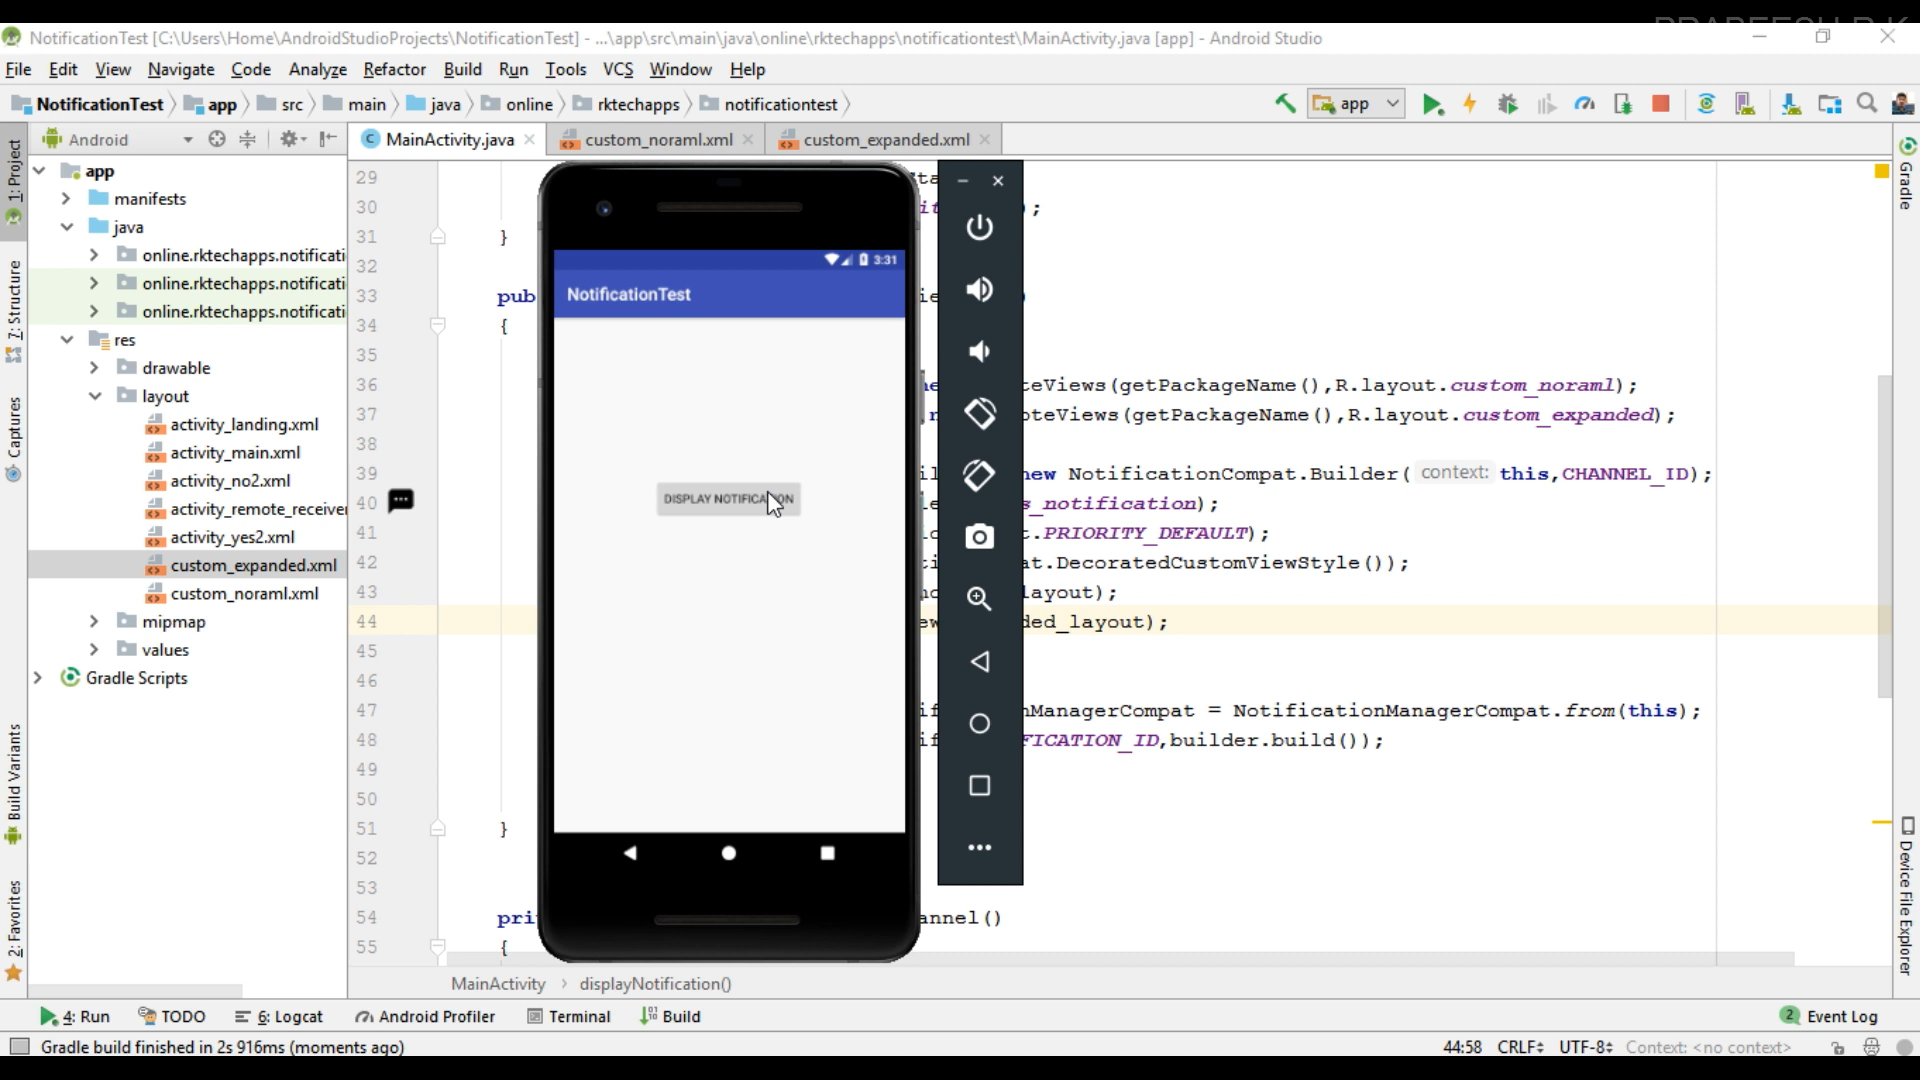 NotificationTest [C:\Users\Home\AndroidStudioProjects\NotificationTest] - ...\app\src\main\java\online\rktechapps\notificationtest\MainActivity.java [app] - Android Studio
File Edit View Navigate Code Analyze Refactor Build Run Tools VCS Window Help
NotificationTest app src main java online rktechapps notificationtest app
Android MainActivity.java custom_noraml.xml custom_expanded.xml
1: Project
7: Structure
Captures
Build Variants
2: Favorites
app
manifests
java
online.rktechapps.notificati
online.rktechapps.notificati
online.rktechapps.notificati
res
drawable
layout
activity_landing.xml
activity_main.xml
activity_no2.xml
activity_remote_receiver
activity_yes2.xml
custom_expanded.xml
custom_noraml.xml
mipmap
values
Gradle Scripts
29
30 ;
31 }
32
33 pub
34 {
35
36 teViews(getPackageName(),R.layout.custom_noraml);
37 oteViews(getPackageName(),R.layout.custom_expanded);
38
39 new NotificationCompat.Builder( context: this,CHANNEL_ID);
40 s_notification);
41 t.PRIORITY_DEFAULT);
42 at.DecoratedCustomViewStyle());
43 layout);
44 ded_layout);
45
46
47 nManagerCompat = NotificationManagerCompat.from(this);
48 FICATION_ID,builder.build());
49
50
51 }
52
53
54 pri annel()
55 {
3:31
NotificationTest
DISPLAY NOTIFICATION
Gradle
Device File Explorer
MainActivity displayNotification()
4: Run TODO 6: Logcat Android Profiler Terminal Build 2 Event Log
Gradle build finished in 2s 916ms (moments ago) 44:58 CRLF UTF-8 Context: <no context>